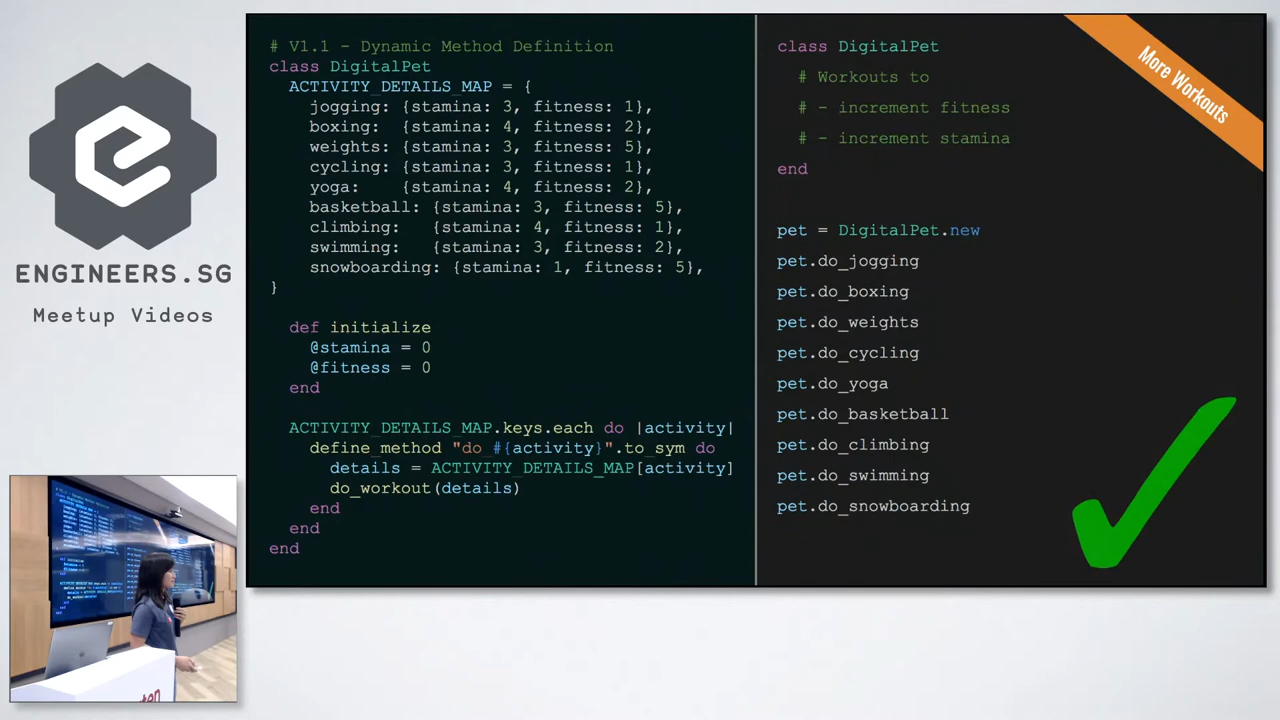 ENGINEERS.SG
Meetup Videos
# V1.1 - Dynamic Method Definition
class DigitalPet
ACTIVITY_DETAILS_MAP = {
jogging: {stamina: 3, fitness: 1},
boxing: {stamina: 4, fitness: 2},
weights: {stamina: 3, fitness: 5},
cycling: {stamina: 3, fitness: 1},
yoga: {stamina: 4, fitness: 2},
basketball: {stamina: 3, fitness: 5},
climbing: {stamina: 4, fitness: 1},
swimming: {stamina: 3, fitness: 2},
snowboarding: {stamina: 1, fitness: 5},
}
def initialize
@stamina = 0
@fitness = 0
end
ACTIVITY_DETAILS_MAP.keys.each do |activity|
define_method "do_#{activity}".to_sym do
details = ACTIVITY_DETAILS_MAP[activity]
do_workout(details)
end
end
end
class DigitalPet
# Workouts to
# - increment fitness
# - increment stamina
end
pet = DigitalPet.new
pet.do_jogging
pet.do_boxing
pet.do_weights
pet.do_cycling
pet.do_yoga
pet.do_basketball
pet.do_climbing
pet.do_swimming
pet.do_snowboarding
More Workouts